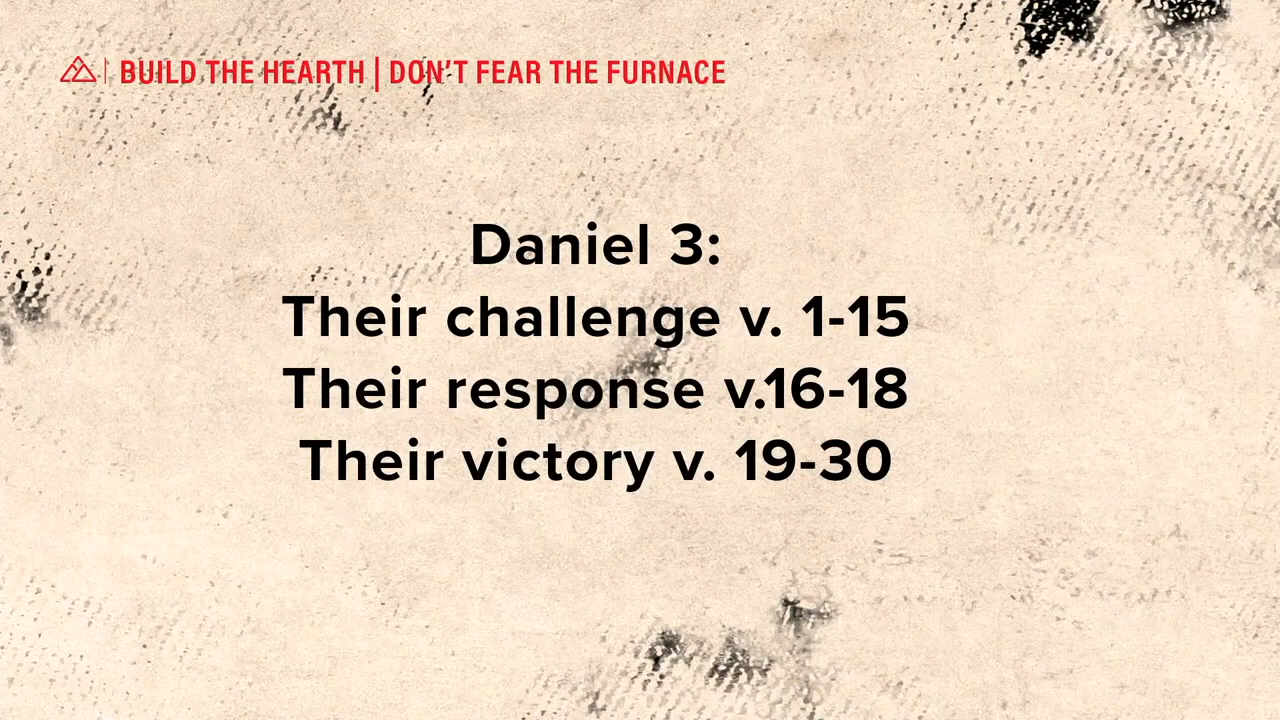 BUILD THE HEARTH | DON'T FEAR THE FURNACE
Daniel 3:
Their challenge v. 1-15
Their response v.16-18
Their victory v. 19-30